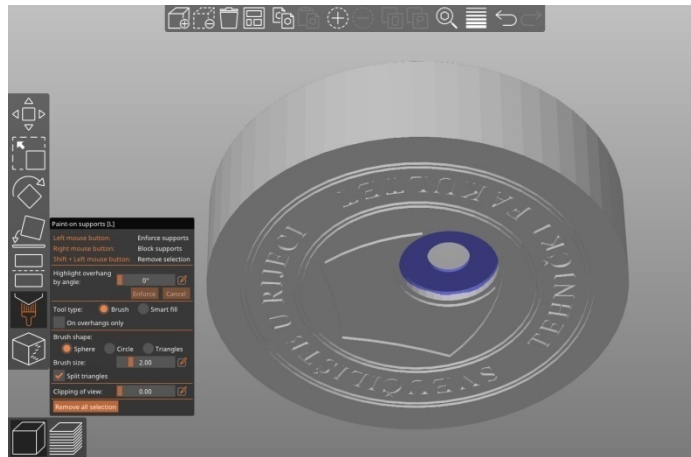 Paint-on supports [L]
Left mouse button: Enforce supports
Right mouse button: Block supports
Shift + Left mouse button: Remove selection
Highlight overhang by angle: 0°
Enforce Cancel
Tool type: Brush Smart fill
On overhangs only
Brush shape:
Sphere Circle Triangles
Brush size: 2.00
Split triangles
Clipping of view: 0.00
Remove all selection
SVEUČILIŠTE U RIJECI
TEHNIČKI FAKULTET